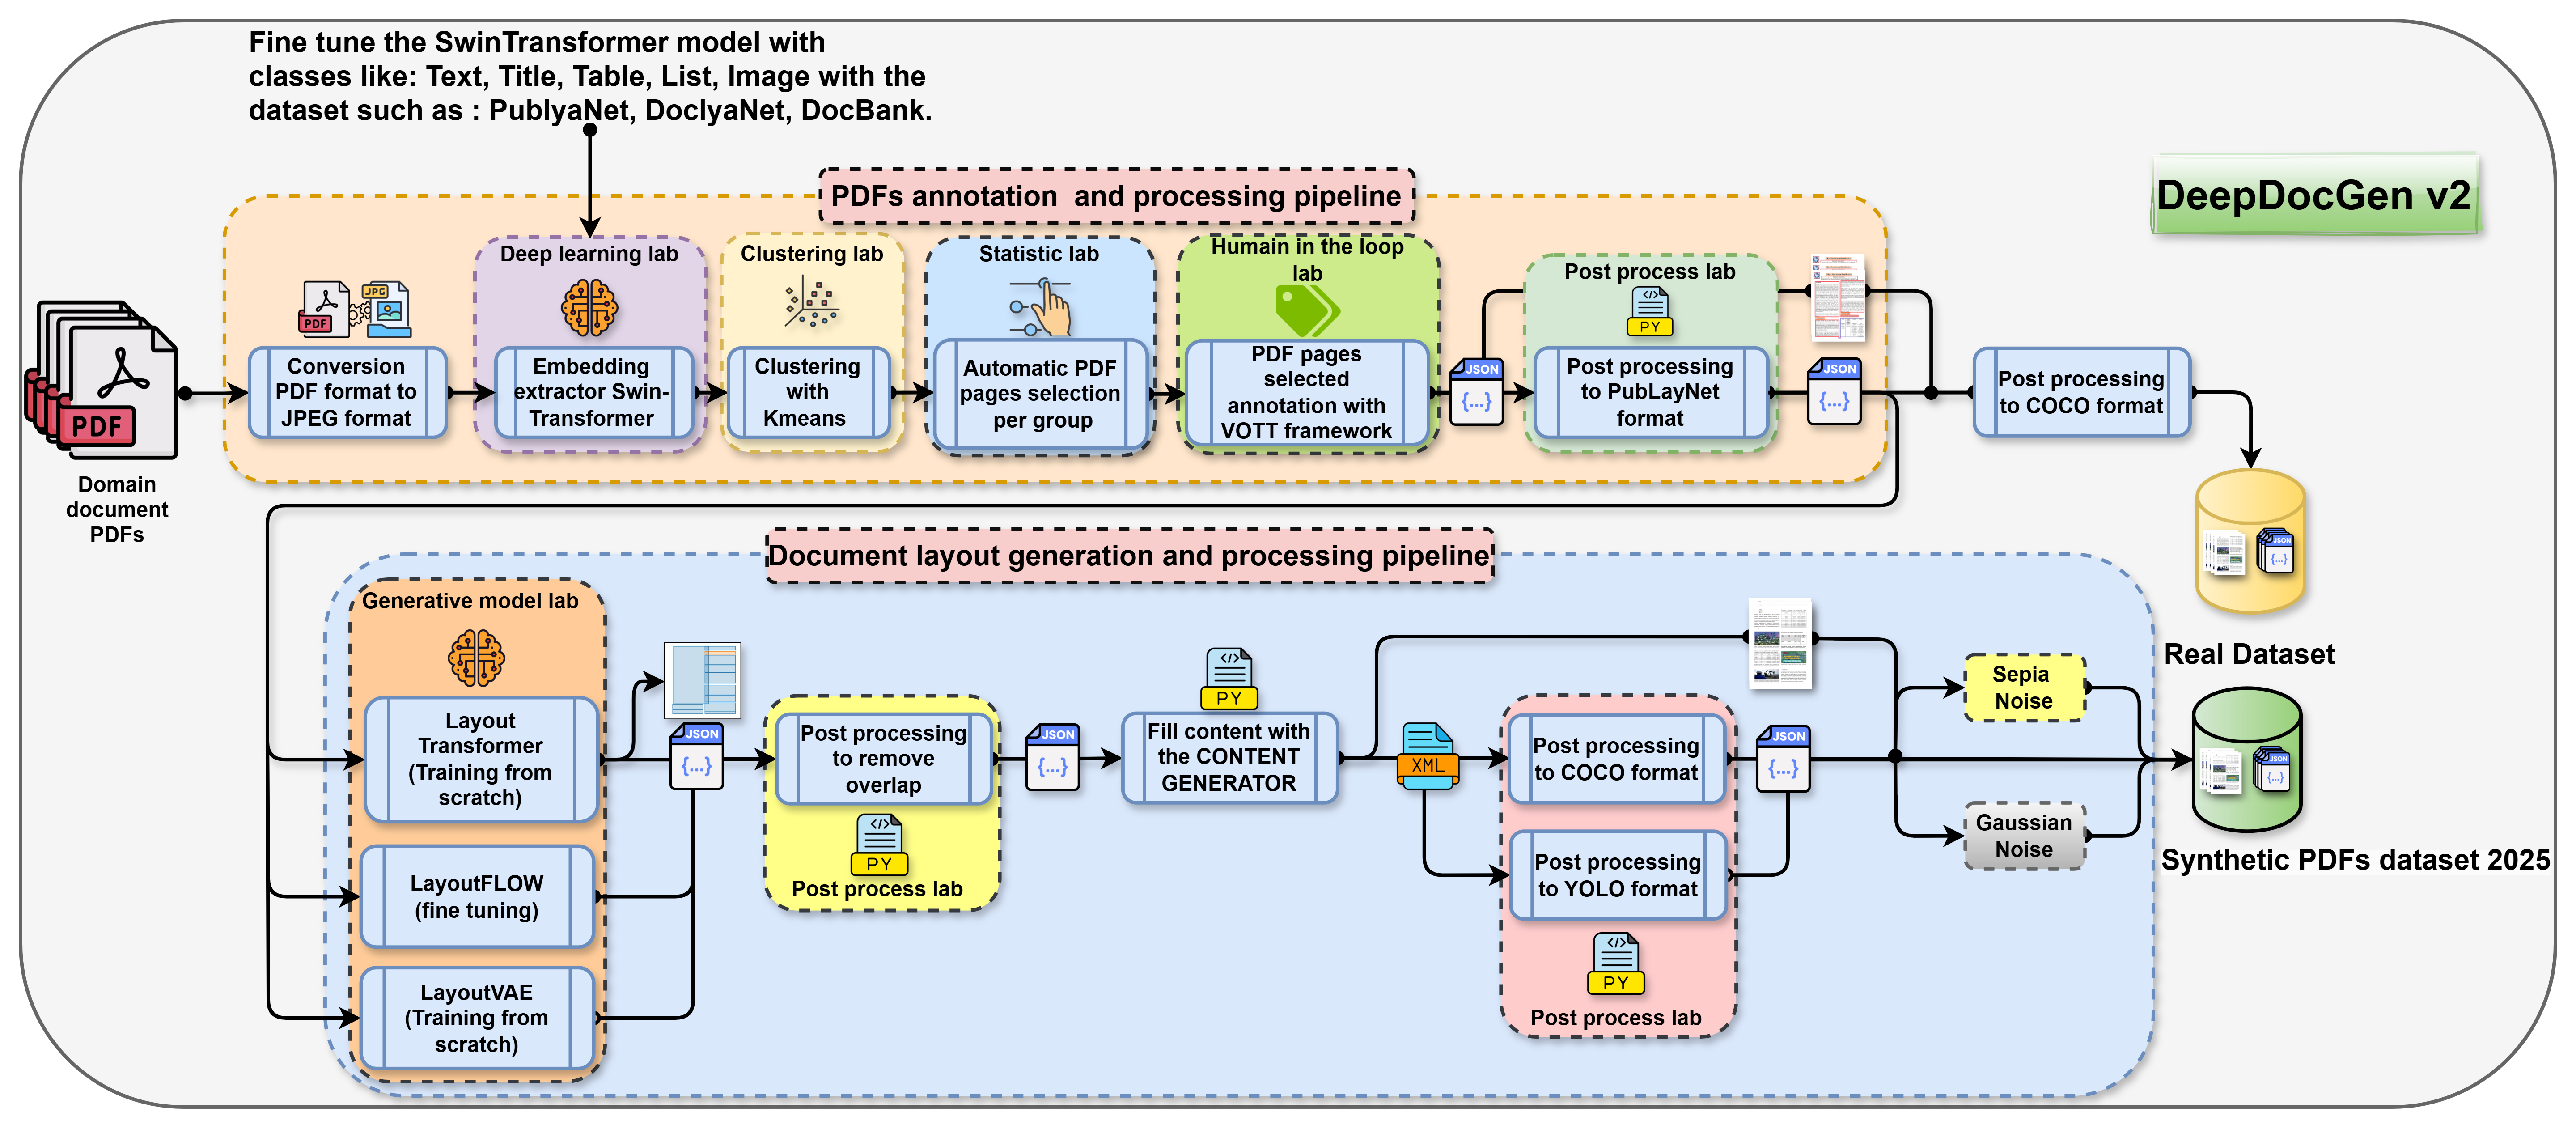 Fine tune the SwinTransformer model with
classes like: Text, Title, Table, List, Image with the
dataset such as : PublyaNet, DoclyaNet, DocBank.
DeepDocGen v2
PDFs annotation and processing pipeline
PDF
Domain
document
PDFs
PDF
JPG
Conversion
PDF format to
JPEG format
Deep learning lab
Embedding
extractor Swin-
Transformer
Clustering lab
Clustering
with
Kmeans
Statistic lab
Automatic PDF
pages selection
per group
Humain in the loop
lab
PDF pages
selected
annotation with
VOTT framework
JSON
{...}
Post process lab
PY
Post processing
to PubLayNet
format
JSON
{...}
Post processing
to COCO format
JSON
{...}
Real Dataset
Document layout generation and processing pipeline
Generative model lab
Layout
Transformer
(Training from
scratch)
LayoutFLOW
(fine tuning)
LayoutVAE
(Training from
scratch)
JSON
{...}
Post processing
to remove
overlap
PY
Post process lab
JSON
{...}
PY
Fill content with
the CONTENT
GENERATOR
XML
Post processing
to COCO format
Post processing
to YOLO format
PY
Post process lab
JSON
{...}
Sepia
Noise
Gaussian
Noise
JSON
{...}
Synthetic PDFs dataset 2025